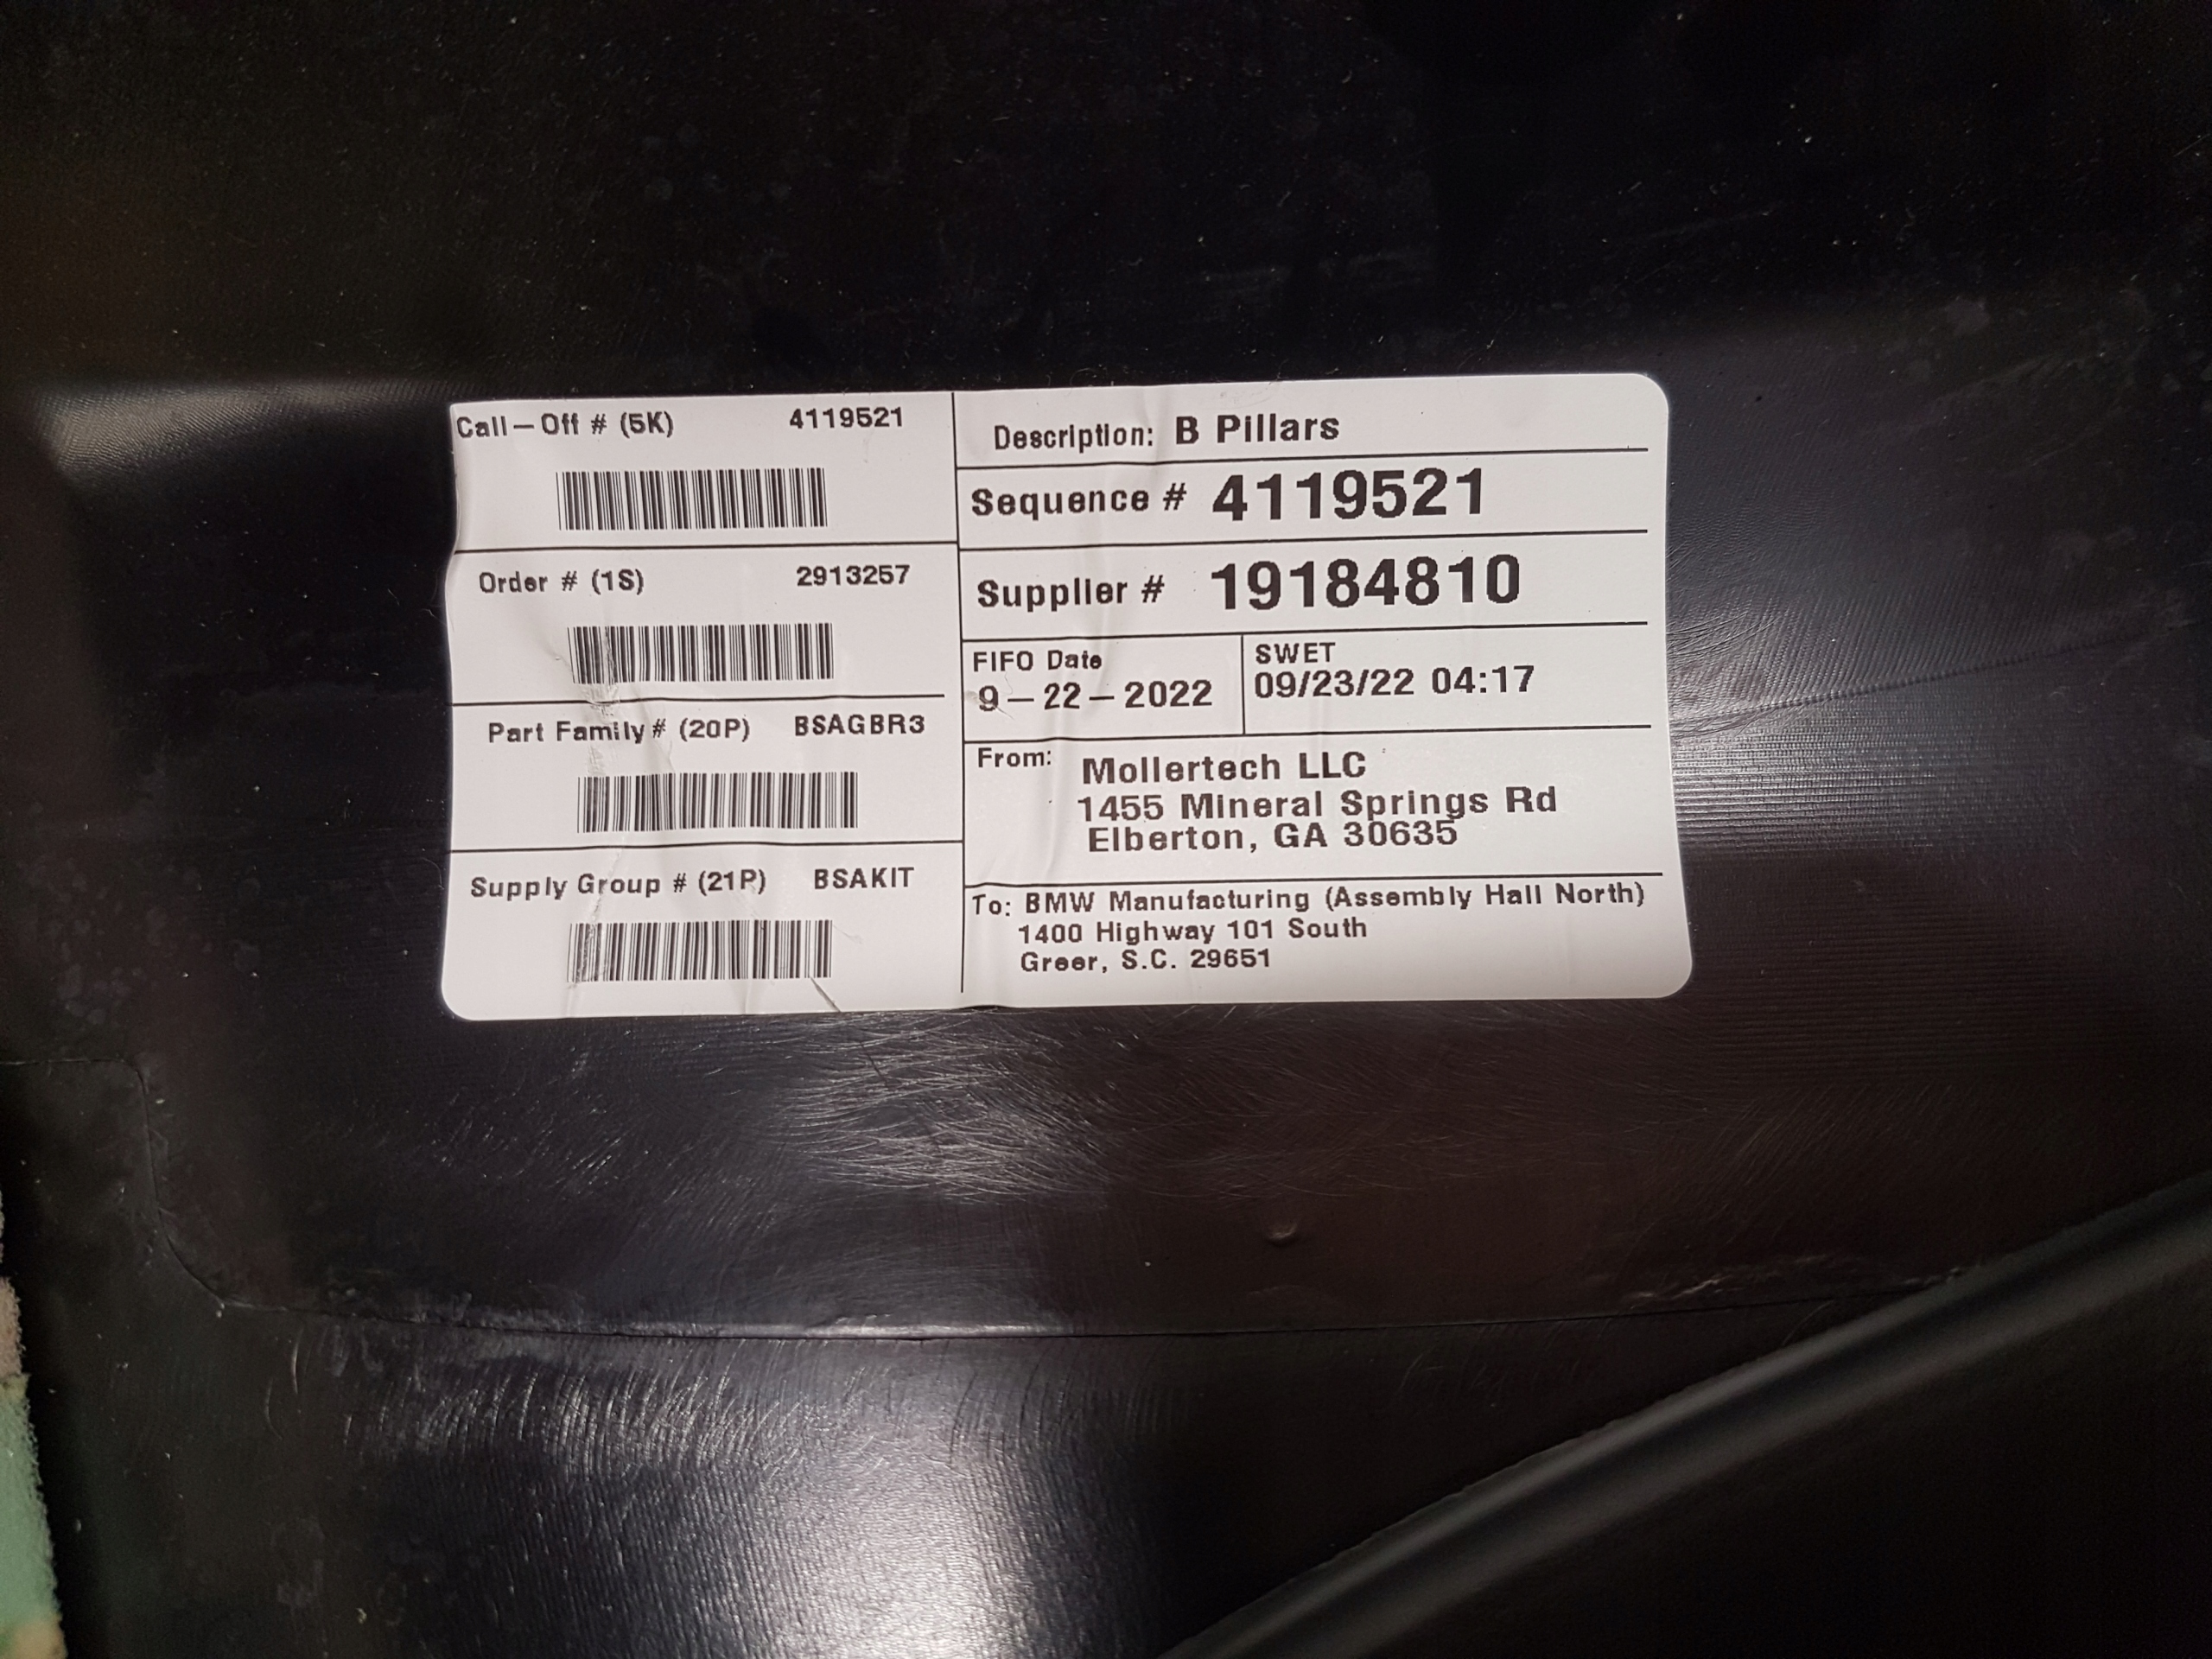 Call-Off # (5K) 4119521
Order # (1S) 2913257
Part Family # (20P) BSAGBR3
Supply Group # (21P) BSAKIT
Description: B Pillars
Sequence # 4119521
Supplier # 19184810
FIFO Date
9-22-2022
SWET
09/23/22 04:17
From: Mollertech LLC
1455 Mineral Springs Rd
Elberton, GA 30635
To: BMW Manufacturing (Assembly Hall North)
1400 Highway 101 South
Greer, S.C. 29651